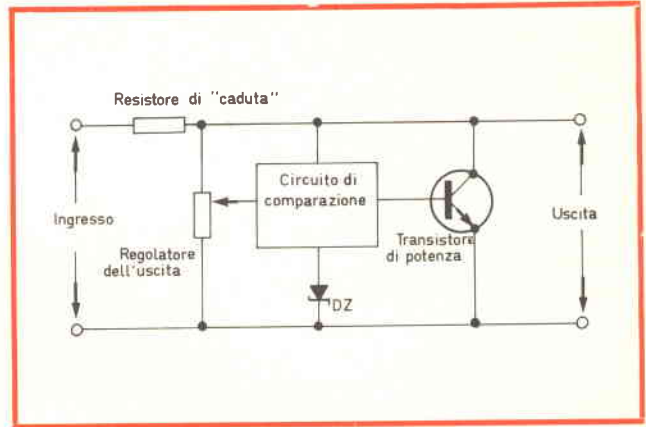 Resistore di "caduta"
Ingresso
Regolatore
dell'uscita
Circuito di
comparazione
DZ
Transistore
di potenza
Uscita